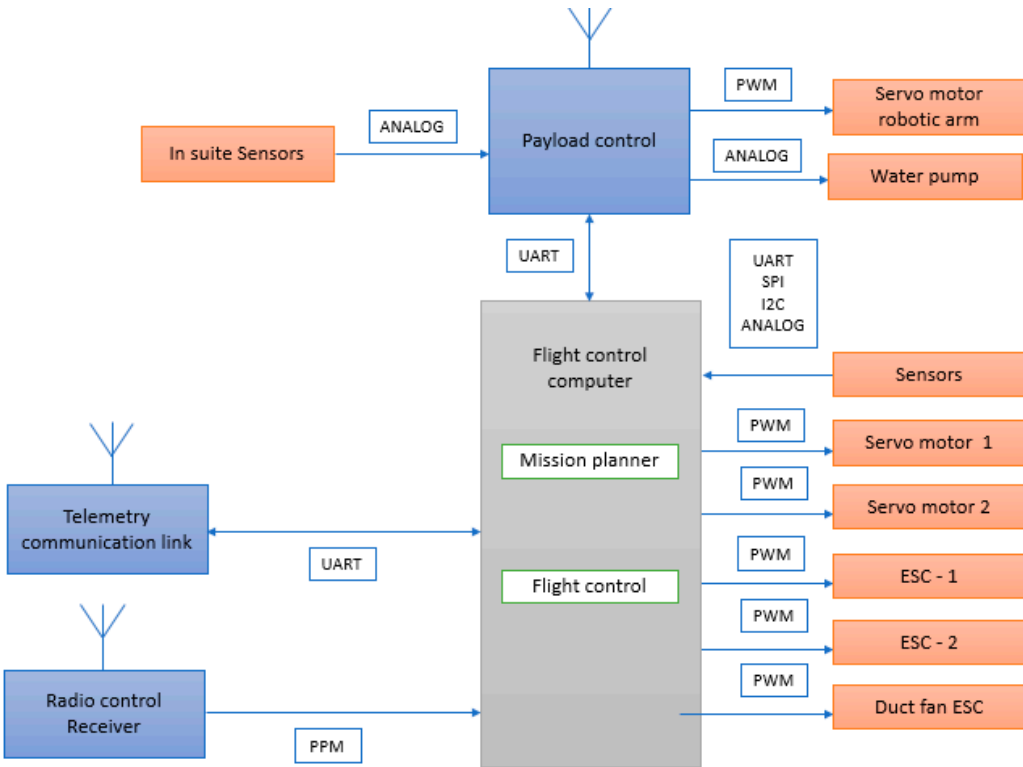 PWM
Servo motor
robotic arm
ANALOG
Payload control
In suite Sensors
ANALOG
Water pump
UART
UART
SPI
I2C
ANALOG
Flight control
computer
Sensors
PWM
Servo motor 1
Mission planner
PWM
Servo motor 2
Telemetry
communication link
UART
PWM
ESC - 1
Flight control
PWM
ESC - 2
PWM
Radio control
Receiver
Duct fan ESC
PPM